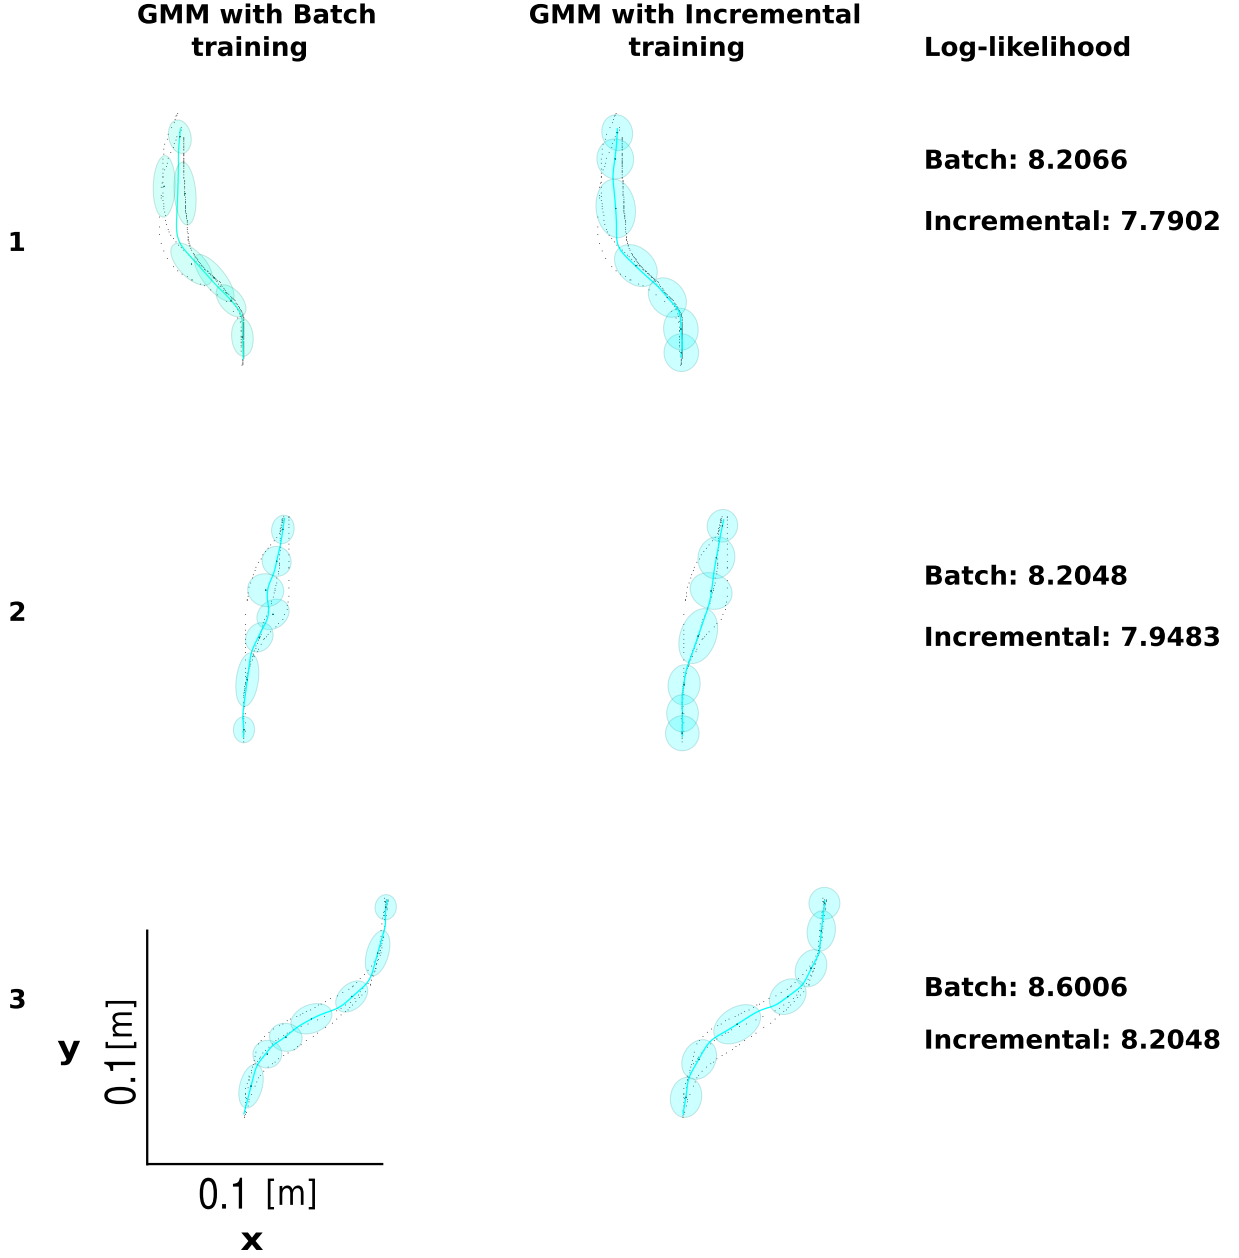 GMM with Batch
training
GMM with Incremental
training
Log-likelihood
1
Batch: 8.2066
Incremental: 7.7902
2
Batch: 8.2048
Incremental: 7.9483
3
Batch: 8.6006
Incremental: 8.2048
y
0.1 [m]
0.1 [m]
x